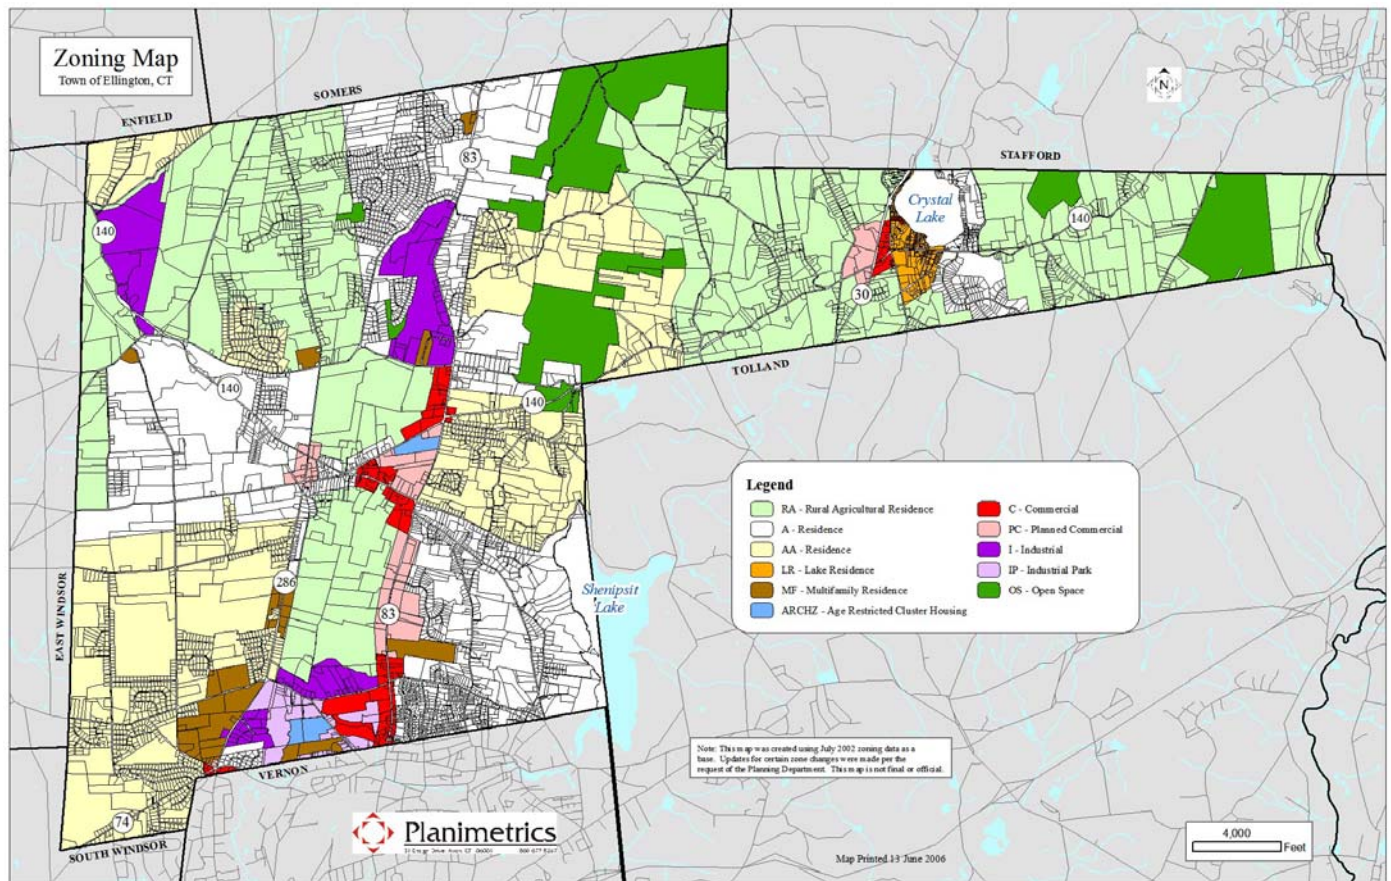 Zoning Map
Town of Ellington, CT
ENFIELD
SOMERS
STAFFORD
83
140
Crystal
Lake
140
30
TOLLAND
140
140
Legend
RA - Rural Agricultural Residence
A - Residence
AA - Residence
LR - Lake Residence
MF - Multifamily Residence
ARCHZ - Age Restricted Cluster Housing
C - Commercial
PC - Planned Commercial
I - Industrial
IP - Industrial Park
OS - Open Space
EAST WINDSOR
286
83
Shenipsit
Lake
VERNON
74
SOUTH WINDSOR
Note: This map was created using July 2002 zoning data as a
base. Updates for certain zone changes were made per the
request of the Planning Department. This map is not final or official.
Planimetrics
Map Printed 13 June 2006
4,000
Feet
N